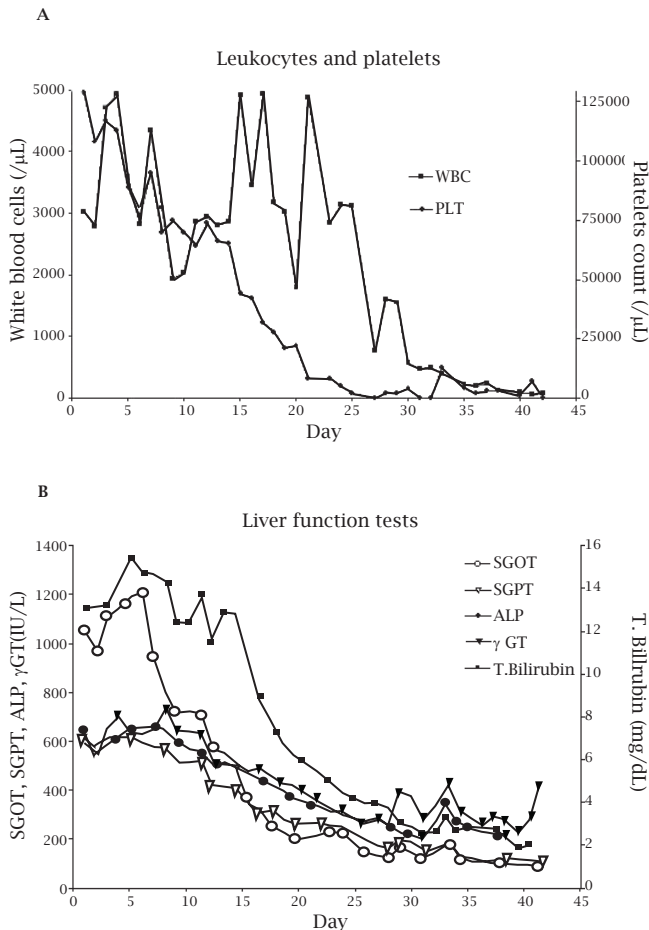 A
Leukocytes and platelets
White blood cells (/μL)
5000
4000
3000
2000
1000
0
0 5 10 15 20 25 30 35 40 45
Day
125000
100000
75000
50000
25000
0
Platelets count (/μL)
WBC
PLT
B
Liver function tests
SGOT, SGPT, ALP, γGT(IU/L)
1400
1200
1000
800
600
400
200
0
0 5 10 15 20 25 30 35 40 45
Day
16
14
12
10
8
6
4
2
0
T. Billrubin (mg/dL)
SGOT
SGPT
ALP
γ GT
T.Bilirubin